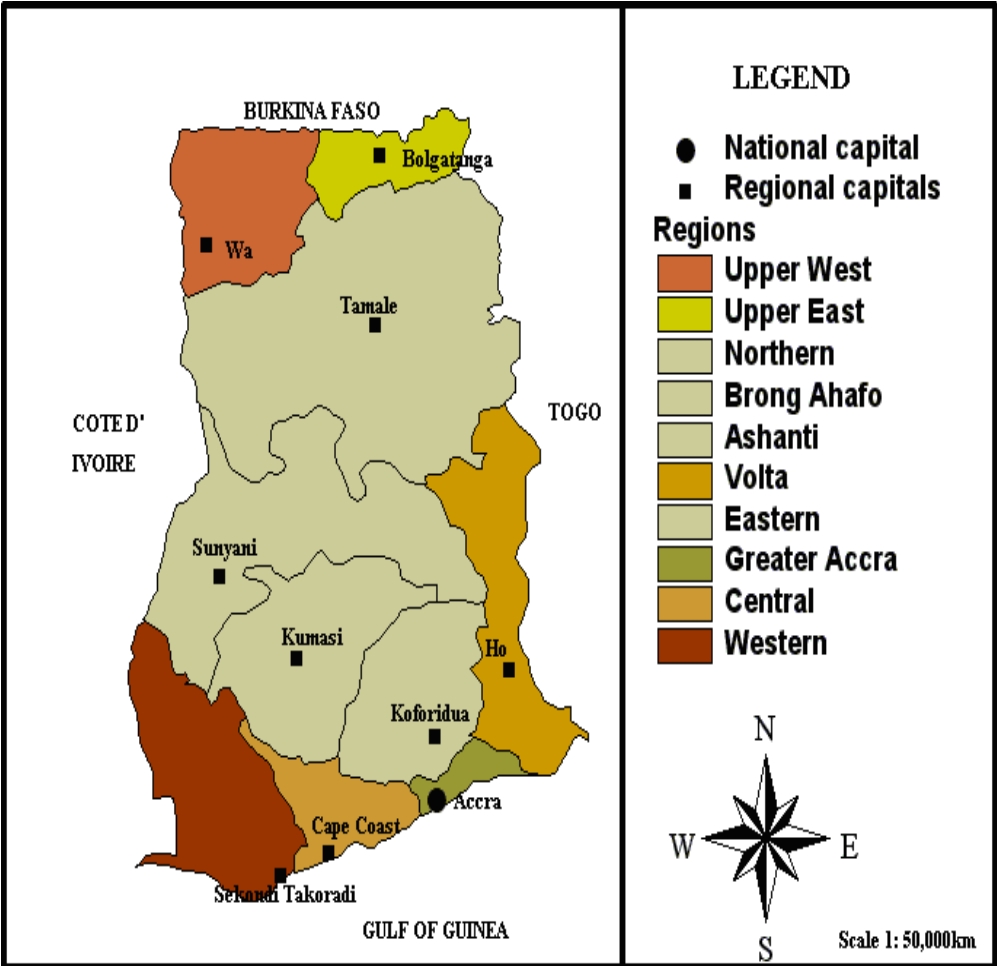 BURKINA FASO
Bolgatanga
Wa
Tamale
COTE D'
IVOIRE
TOGO
Sunyani
Kumasi
Ho
Koforidua
Accra
Cape Coast
Sekondi Takoradi
GULF OF GUINEA
LEGEND
National capital
Regional capitals
Regions
Upper West
Upper East
Northern
Brong Ahafo
Ashanti
Volta
Eastern
Greater Accra
Central
Western
N
W
E
S
Scale 1: 50,000km